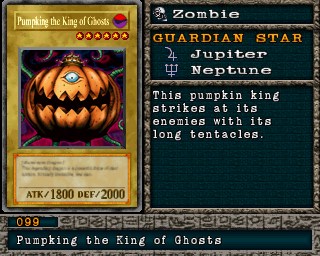 Pumpking the King of Ghosts
ATK/1800 DEF/2000
Zombie
GUARDIAN STAR
Jupiter
Neptune
This pumpkin king
strikes at its
enemies with its
long tentacles.
099
Pumpking the King of Ghosts